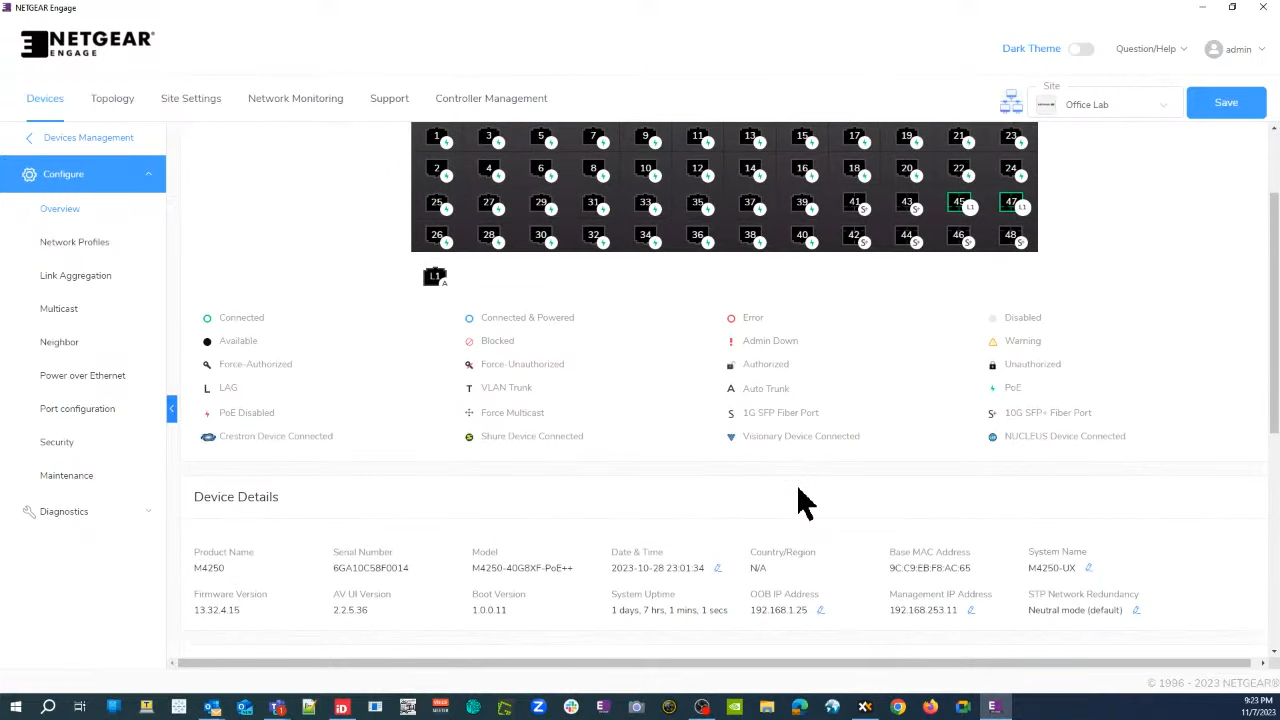 NETGEAR Engage
NETGEAR
ENGAGE
Dark Theme
Question/Help
admin
Devices
Topology
Site Settings
Network Monitoring
Support
Controller Management
Site
Office Lab
Save
Devices Management
Configure
Overview
Network Profiles
Link Aggregation
Multicast
Neighbor
Power over Ethernet
Port configuration
Security
Maintenance
Diagnostics
1 3 5 7 9 11 13 15 17 19 21 23
2 4 6 8 10 12 14 16 18 20 22 24
25 27 29 31 33 35 37 39 41 S+ 43 S+ 45 L1 47 L1
26 28 30 32 34 36 38 40 42 S+ 44 S+ 46 S+ 48 S+
L1 A
Connected
Connected & Powered
Error
Disabled
Available
Blocked
! Admin Down
Warning
Force-Authorized
Force-Unauthorized
Authorized
Unauthorized
L LAG
T VLAN Trunk
A Auto Trunk
PoE
PoE Disabled
Force Multicast
S 1G SFP Fiber Port
S+ 10G SFP+ Fiber Port
Crestron Device Connected
Shure Device Connected
Visionary Device Connected
NUCLEUS Device Connected
Device Details
Product Name
M4250
Serial Number
6GA10C58F0014
Model
M4250-40G8XF-PoE++
Date & Time
2023-10-28 23:01:34
Country/Region
N/A
Base MAC Address
9C:C9:EB:F8:AC:65
System Name
M4250-UX
Firmware Version
13.32.4.15
AV UI Version
2.2.5.36
Boot Version
1.0.0.11
System Uptime
1 days, 7 hrs, 1 mins, 1 secs
OOB IP Address
192.168.1.25
Management IP Address
192.168.253.11
STP Network Redundancy
Neutral mode (default)
© 1996 - 2023 NETGEAR®
9:23 PM
11/7/2023